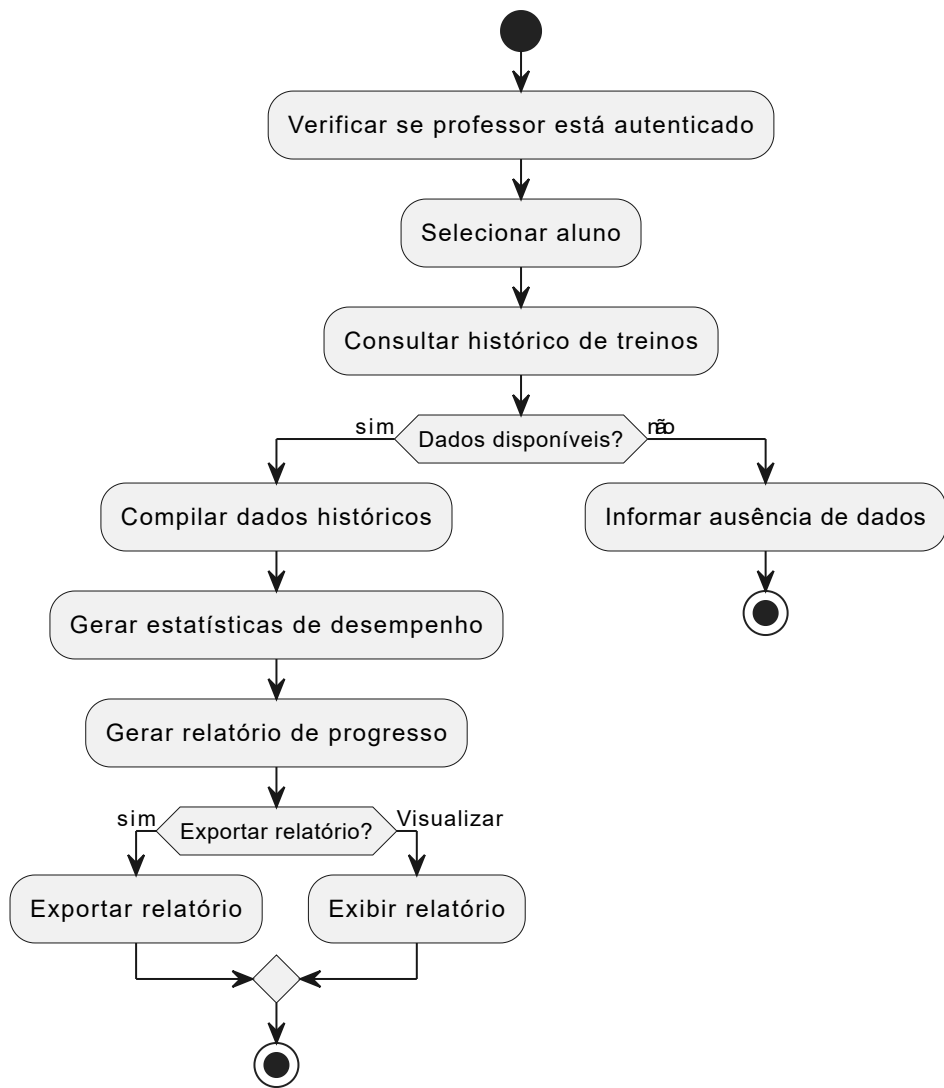 Verificar se professor está autenticado
Selecionar aluno
Consultar histórico de treinos
sim
Dados disponíveis?
não
Compilar dados históricos
Informar ausência de dados
Gerar estatísticas de desempenho
Gerar relatório de progresso
sim
Exportar relatório?
Visualizar
Exportar relatório
Exibir relatório